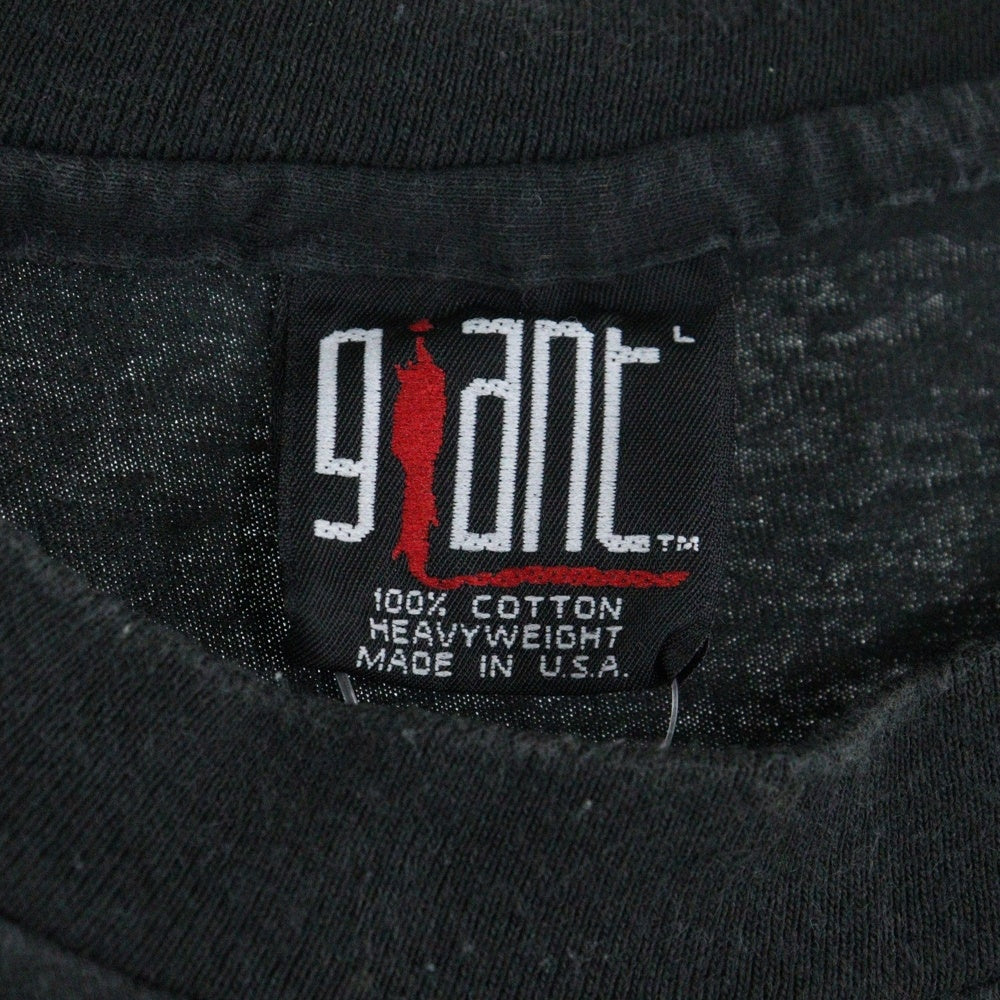 giant L
TM
100% COTTON
HEAVYWEIGHT
MADE IN U.S.A.